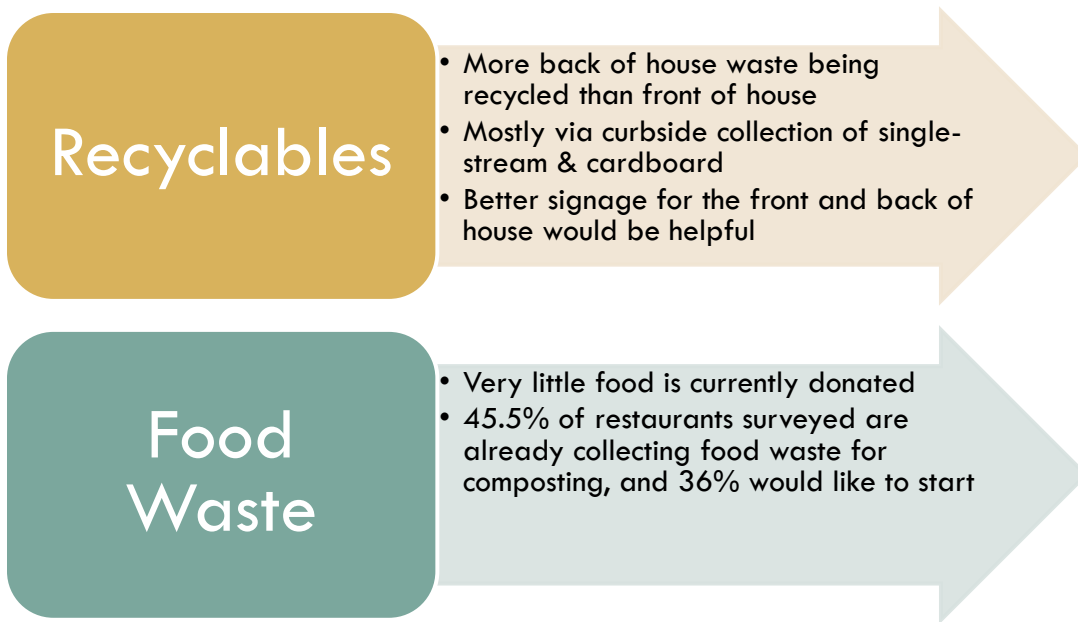 Recyclables
• More back of house waste being
recycled than front of house
• Mostly via curbside collection of single-
stream & cardboard
• Better signage for the front and back of
house would be helpful
Food
Waste
• Very little food is currently donated
• 45.5% of restaurants surveyed are
already collecting food waste for
composting, and 36% would like to start